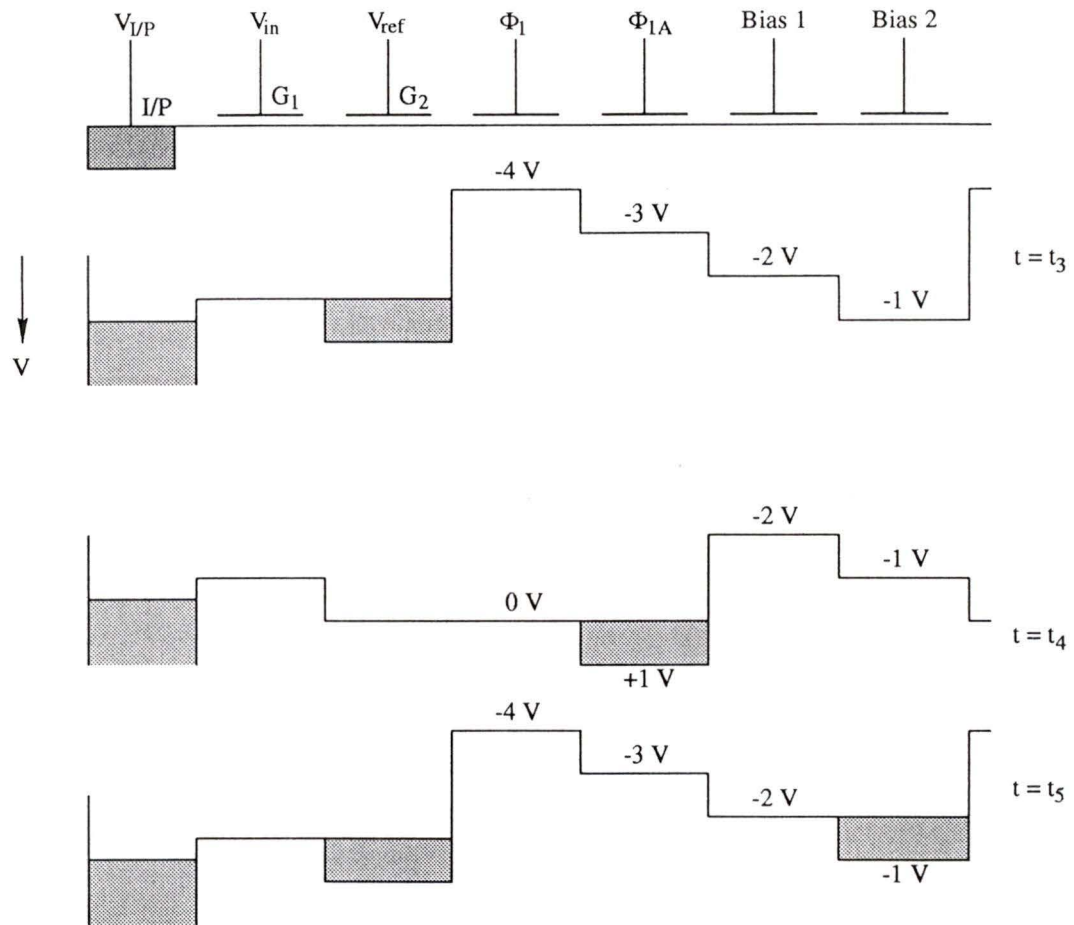 V_I/P V_in V_ref Φ_1 Φ_1A Bias 1 Bias 2
I/P G_1 G_2
-4 V
-3 V
-2 V
-1 V
t = t_3
V
-2 V
-1 V
0 V
+1 V
t = t_4
-4 V
-3 V
-2 V
-1 V
t = t_5